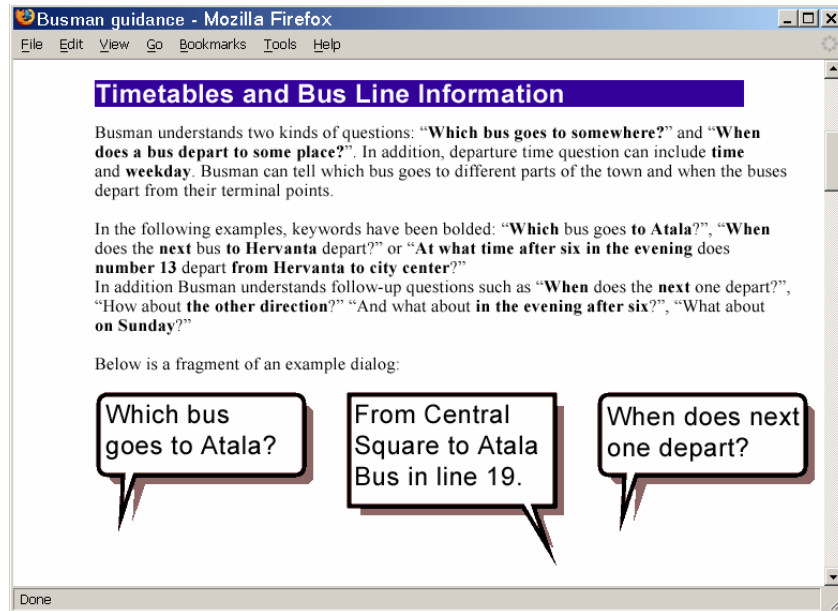 Busman guidance - Mozilla Firefox
File Edit View Go Bookmarks Tools Help
Timetables and Bus Line Information
Busman understands two kinds of questions: “Which bus goes to somewhere?” and “When
does a bus depart to some place?”. In addition, departure time question can include time
and weekday. Busman can tell which bus goes to different parts of the town and when the buses
depart from their terminal points.
In the following examples, keywords have been bolded: “Which bus goes to Atala?”, “When
does the next bus to Hervanta depart?” or “At what time after six in the evening does
number 13 depart from Hervanta to city center?”
In addition Busman understands follow-up questions such as “When does the next one depart?”,
“How about the other direction?” “And what about in the evening after six?”, “What about
on Sunday?”
Below is a fragment of an example dialog:
Which bus
goes to Atala?
From Central
Square to Atala
Bus in line 19.
When does next
one depart?
Done